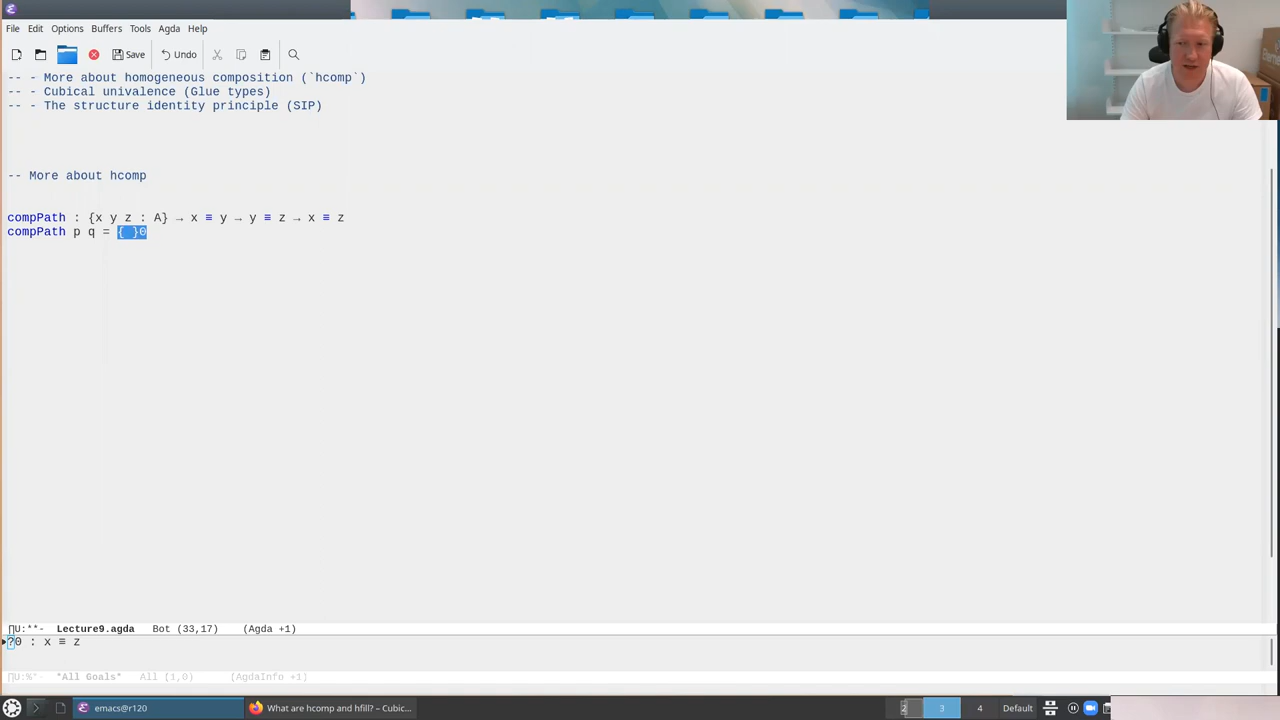 File Edit Options Buffers Tools Agda Help
Save Undo
-- - More about homogeneous composition (`hcomp`)
-- - Cubical univalence (Glue types)
-- - The structure identity principle (SIP)
-- More about hcomp
compPath : {x y z : A} → x ≡ y → y ≡ z → x ≡ z
compPath p q = { }0
∏U:**- Lecture9.agda Bot (33,17) (Agda +1)
?0 : x ≡ z
∏U:%*- *All Goals* All (1,0) (AgdaInfo +1)
emacs@r120 What are hcomp and hfill? – Cubic... 2 3 4 Default